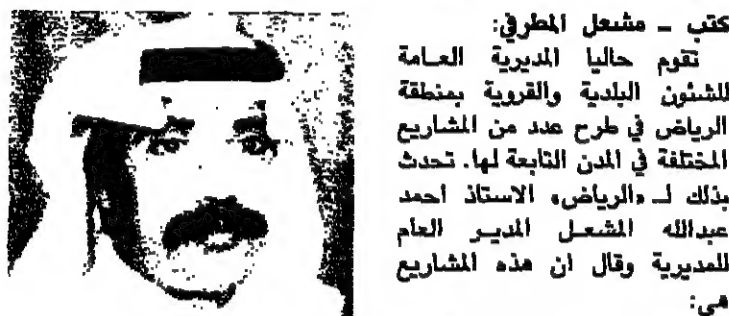 كتب ـ مشعل المطرفي:
تقوم حاليا المديرية العامة
للشئون البلدية والقروية بمنطقة
الرياض في طرح عدد من المشاريع
المختلفة في المدن التابعة لها. تحدث
بذلك لـ «الرياض» الاستاذ احمد
عبدالله المشعل المدير العام
للمديرية وقال ان هذه المشاريع
هي: